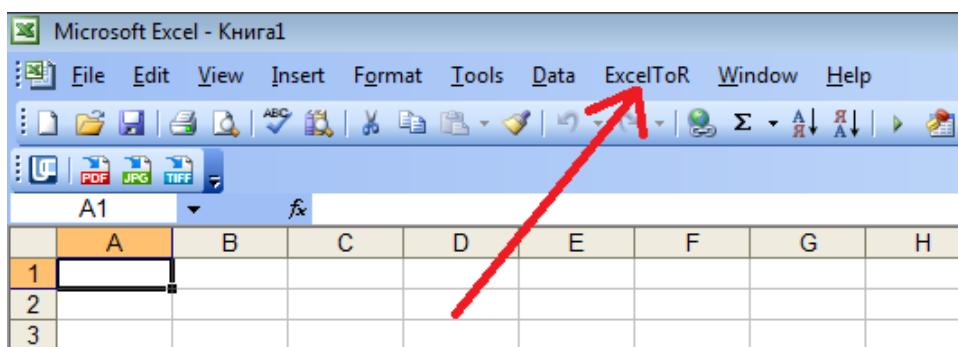 Microsoft Excel - Книга1
File Edit View Insert Format Tools Data ExcelToR Window Help
ABC Σ А Я Я А
PDF JPG TIFF
A1 fx
A B C D E F G H
1
2
3